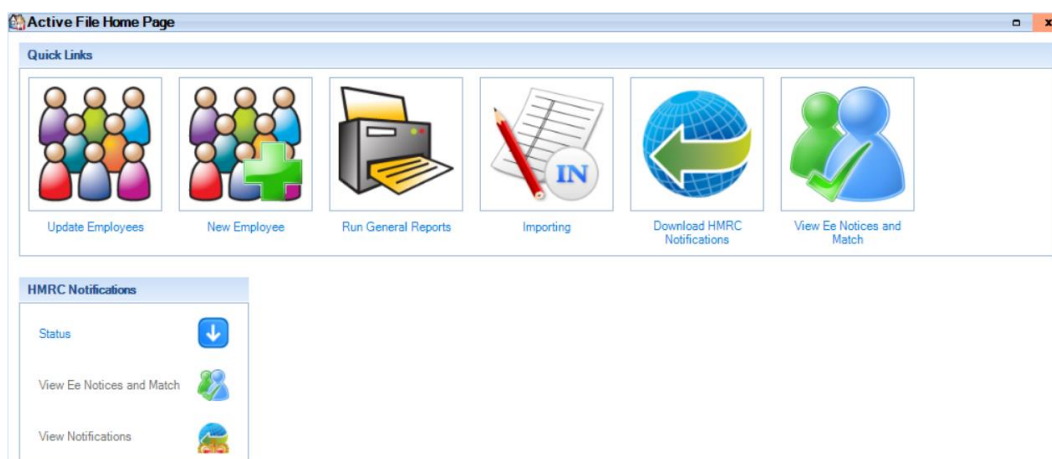 Active File Home Page
Quick Links
Update Employees
New Employee
Run General Reports
IN
Importing
Download HMRC
Notifications
View Ee Notices and
Match
HMRC Notifications
Status
View Ee Notices and Match
View Notifications